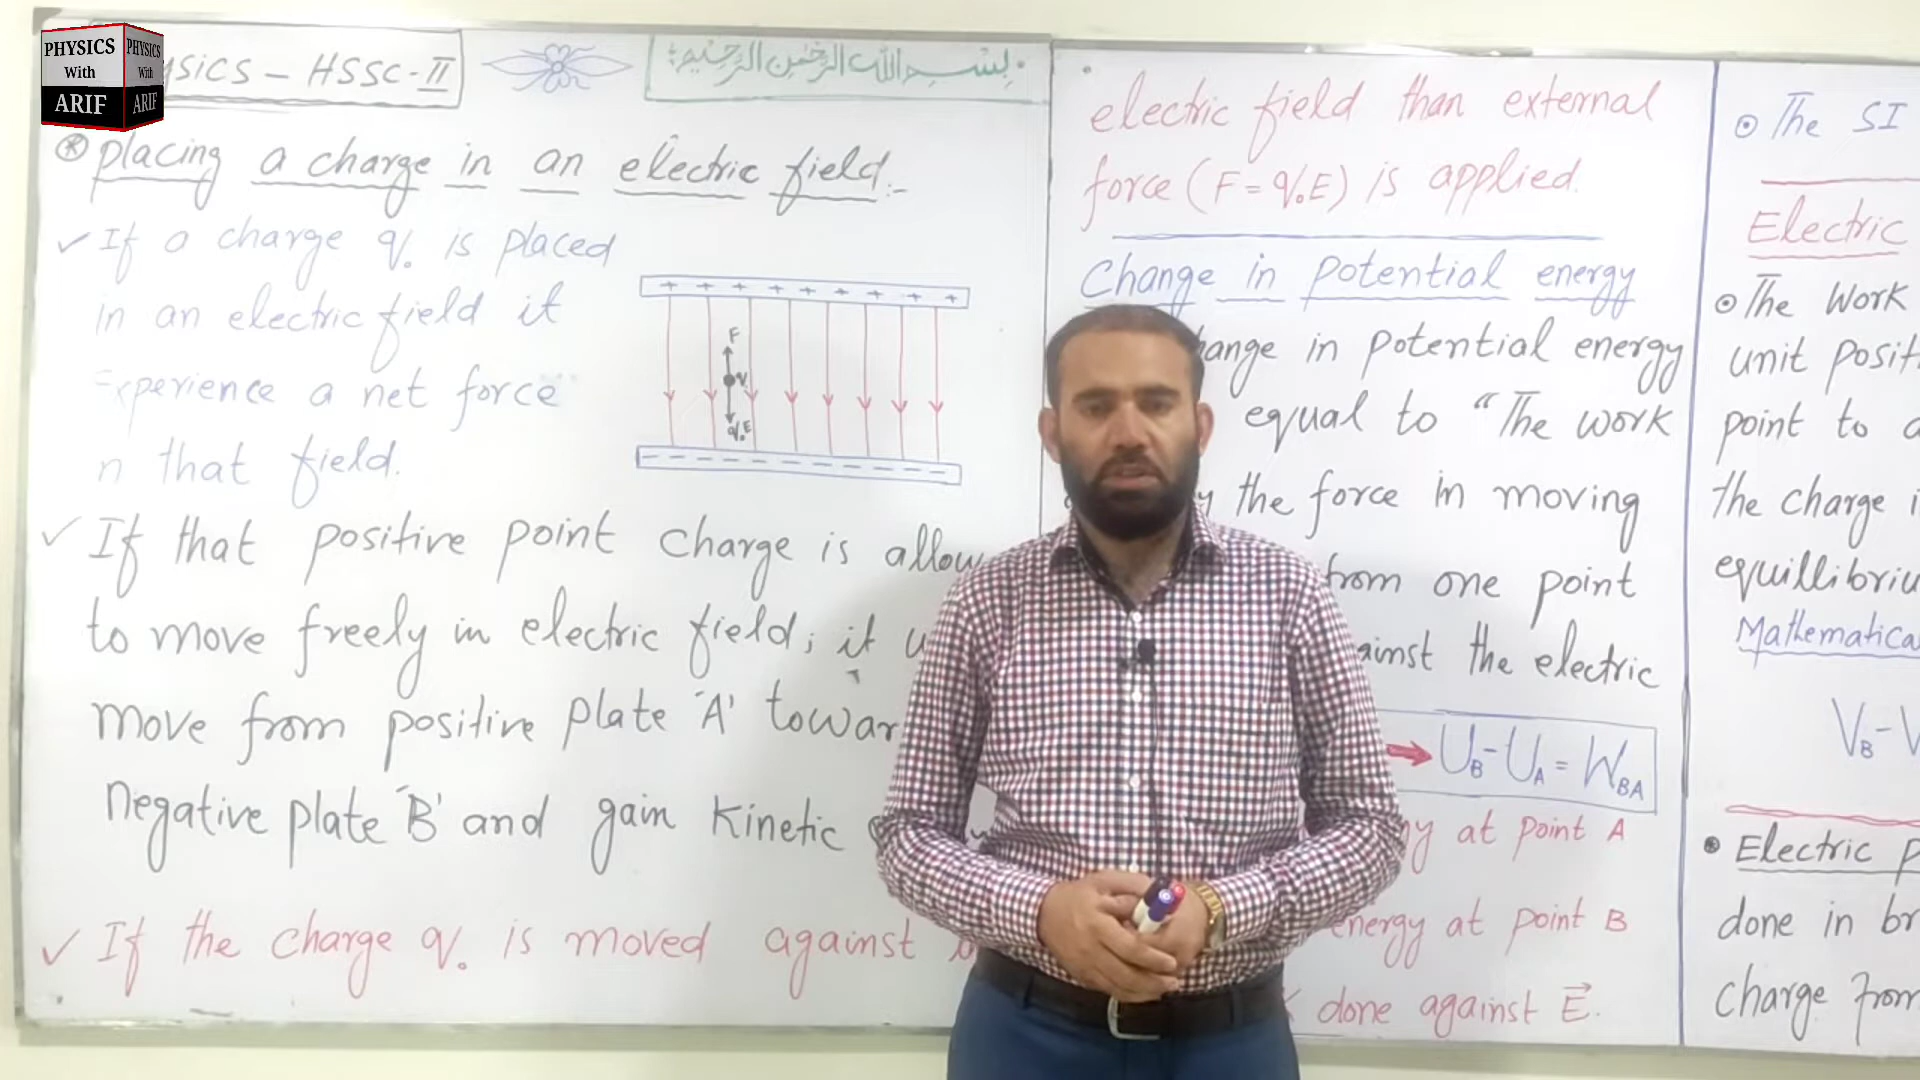 PHYSICS
With
ARIF
PHYSICS
With
ARIF
SICS - HSSC-II
بسم الله الرحمن الرحيم
placing a charge in an electric field:-
If a charge q₀ is placed
in an electric field it
experience a net force
n that field.
+ + + + + + + + +
F
q₀
q₀E
- - - - - - - - - -
If that positive point charge is allow
to move freely in electric field; it
move from positive plate 'A' towar
negative plate 'B' and gain Kinetic
If the charge q₀ is moved against
electric field than external
force (F = q₀E) is applied.
Change in potential energy
hange in potential energy
equal to "The work
y the force in moving
from one point
ainst the electric
U_B - U_A = W_BA
gy at point A
energy at point B
done against E⃗.
The SI
Electric
The Work
unit posit
point to a
the charge i
equillibriu
Mathematica
V_B - V
Electric p
done in br
charge from